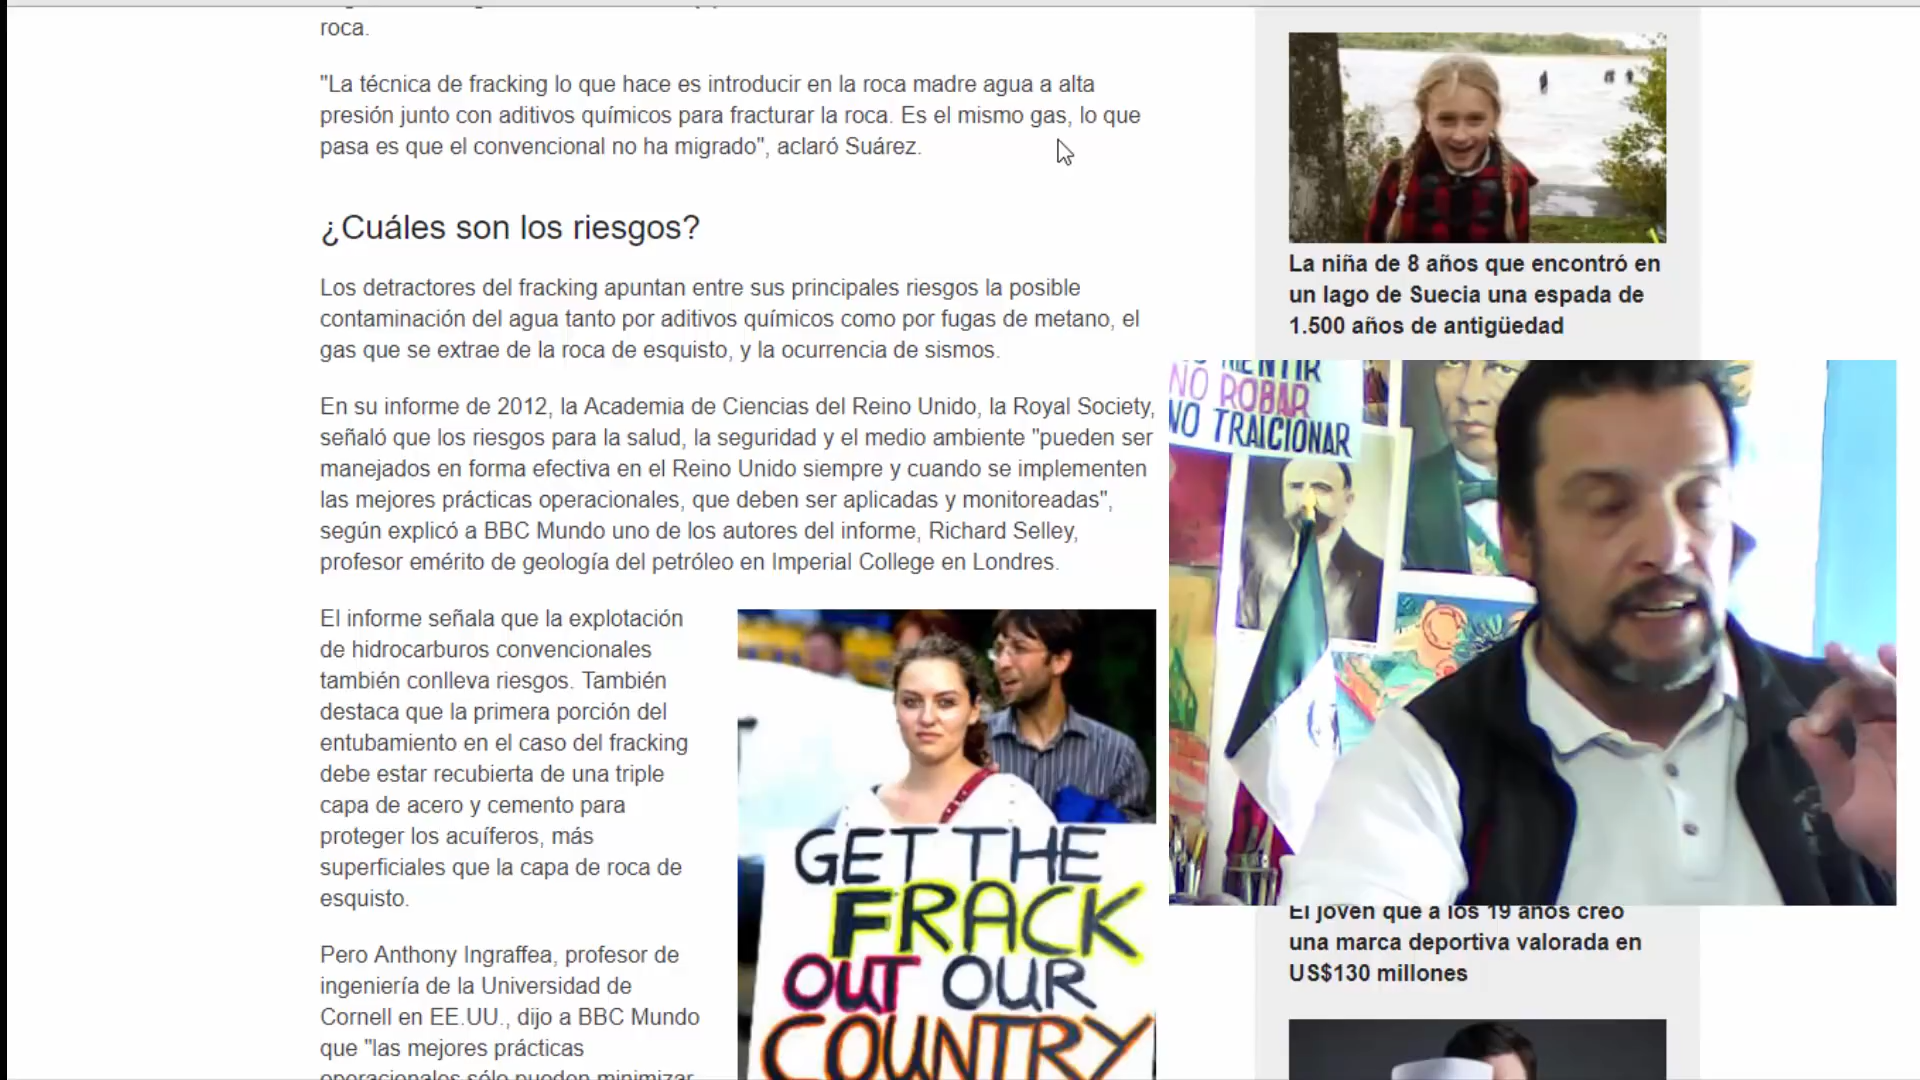 roca.
"La técnica de fracking lo que hace es introducir en la roca madre agua a alta
presión junto con aditivos químicos para fracturar la roca. Es el mismo gas, lo que
pasa es que el convencional no ha migrado", aclaró Suárez.
¿Cuáles son los riesgos?
Los detractores del fracking apuntan entre sus principales riesgos la posible
contaminación del agua tanto por aditivos químicos como por fugas de metano, el
gas que se extrae de la roca de esquisto, y la ocurrencia de sismos.
En su informe de 2012, la Academia de Ciencias del Reino Unido, la Royal Society,
señaló que los riesgos para la salud, la seguridad y el medio ambiente "pueden ser
manejados en forma efectiva en el Reino Unido siempre y cuando se implementen
las mejores prácticas operacionales, que deben ser aplicadas y monitoreadas",
según explicó a BBC Mundo uno de los autores del informe, Richard Selley,
profesor emérito de geología del petróleo en Imperial College en Londres.
El informe señala que la explotación
de hidrocarburos convencionales
también conlleva riesgos. También
destaca que la primera porción del
entubamiento en el caso del fracking
debe estar recubierta de una triple
capa de acero y cemento para
proteger los acuíferos, más
superficiales que la capa de roca de
esquisto.
Pero Anthony Ingraffea, profesor de
ingeniería de la Universidad de
Cornell en EE.UU., dijo a BBC Mundo
que "las mejores prácticas
operacionales sólo pueden minimizar
GET THE
FRACK
OUT OUR
COUNTRY
La niña de 8 años que encontró en
un lago de Suecia una espada de
1.500 años de antigüedad
NO MENTIR
NO ROBAR
NO TRAICIONAR
El joven que a los 19 años creó
una marca deportiva valorada en
US$130 millones